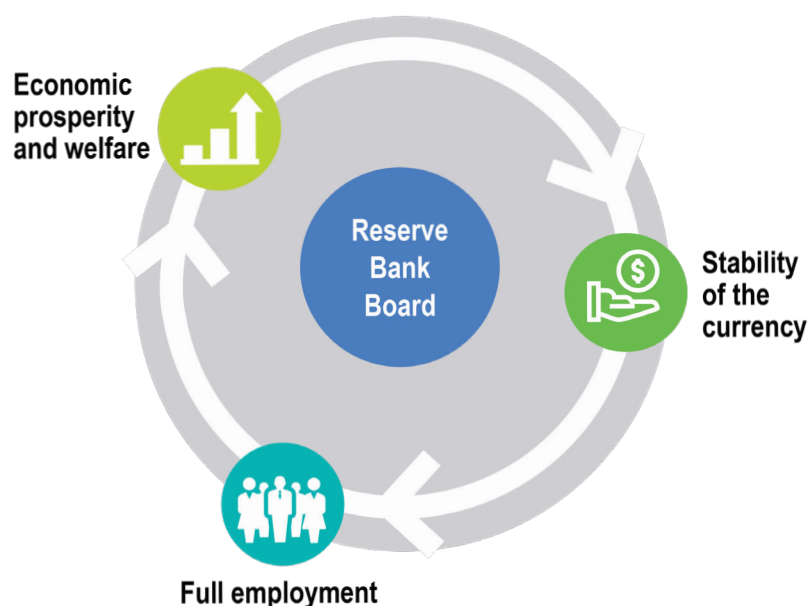 Economic
prosperity
and welfare
Reserve
Bank
Board
$
Stability
of the
currency
Full employment